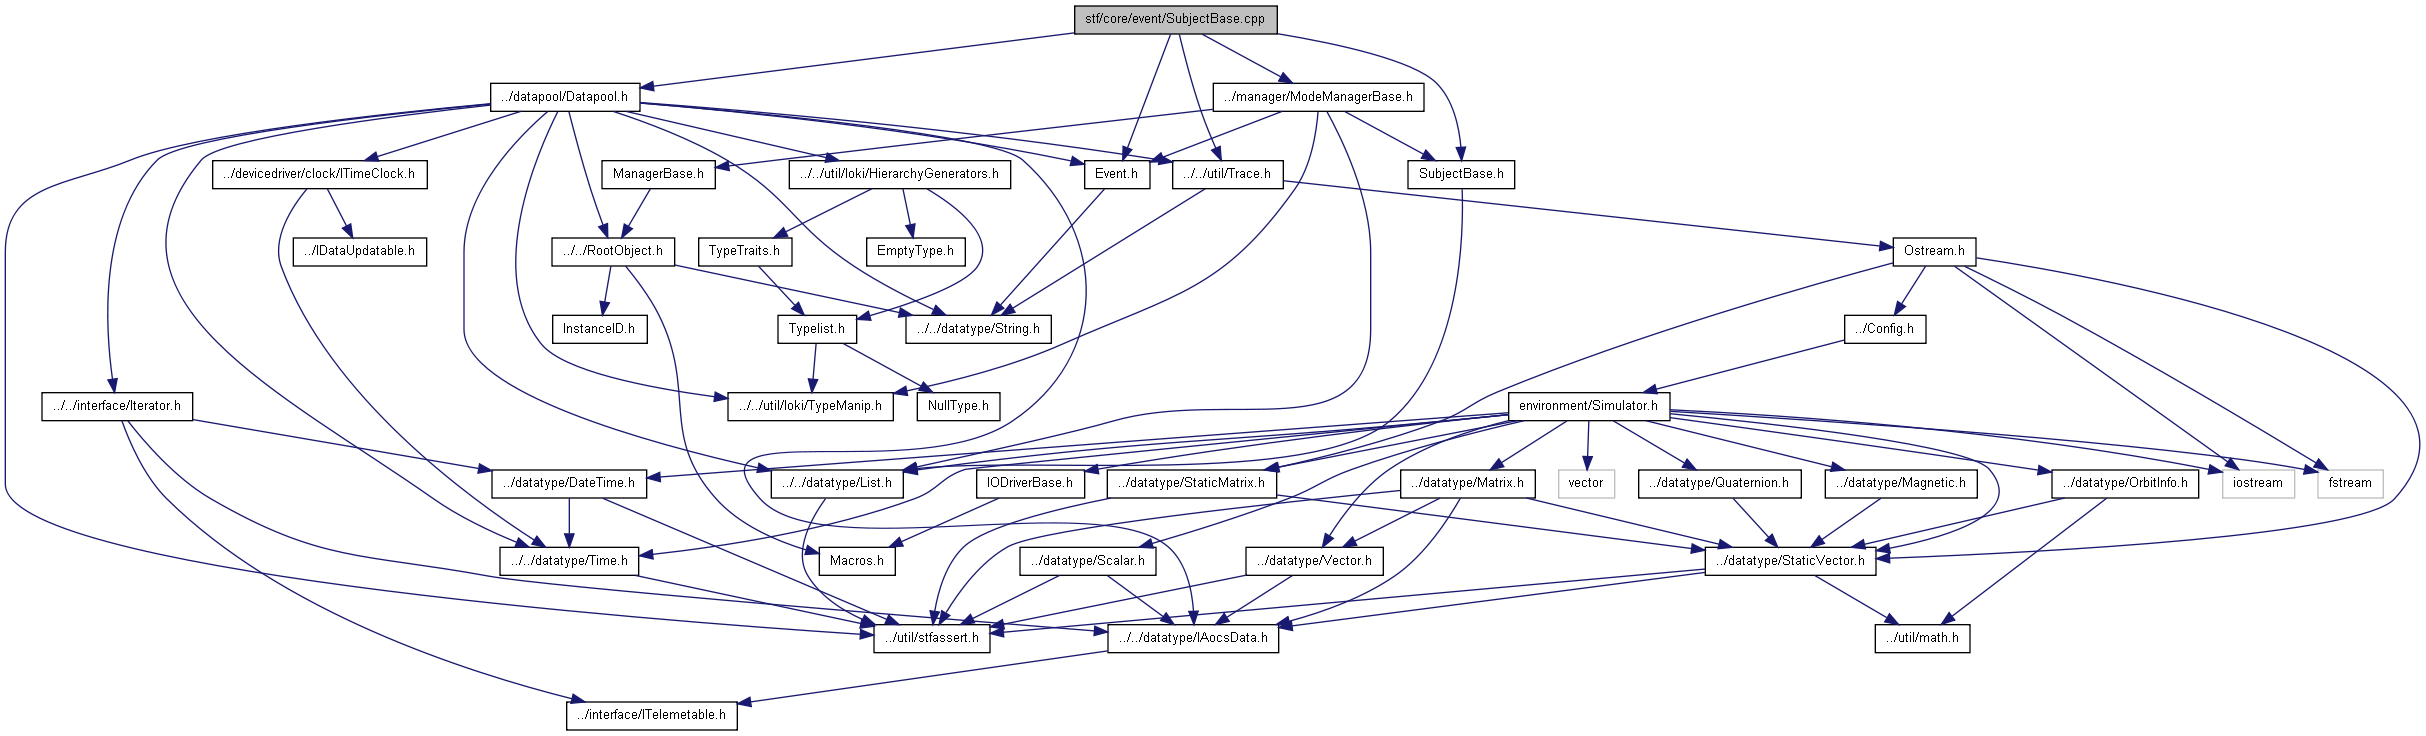 stf/core/event/SubjectBase.cpp
../datapool/Datapool.h
../manager/ModeManagerBase.h
../devicedriver/clock/ITimeClock.h
ManagerBase.h
../../util/loki/HierarchyGenerators.h
Event.h
../../util/Trace.h
SubjectBase.h
../IDataUpdatable.h
../../RootObject.h
TypeTraits.h
EmptyType.h
Ostream.h
InstanceID.h
Typelist.h
../../datatype/String.h
../Config.h
../../interface/Iterator.h
../../util/loki/TypeManip.h
NullType.h
environment/Simulator.h
../datatype/DateTime.h
../../datatype/List.h
IODriverBase.h
../datatype/StaticMatrix.h
../datatype/Matrix.h
vector
../datatype/Quaternion.h
../datatype/Magnetic.h
../datatype/OrbitInfo.h
iostream
fstream
../../datatype/Time.h
Macros.h
../datatype/Scalar.h
../datatype/Vector.h
../datatype/StaticVector.h
../util/stfassert.h
../../datatype/IAocsData.h
../util/math.h
../interface/ITelemetable.h